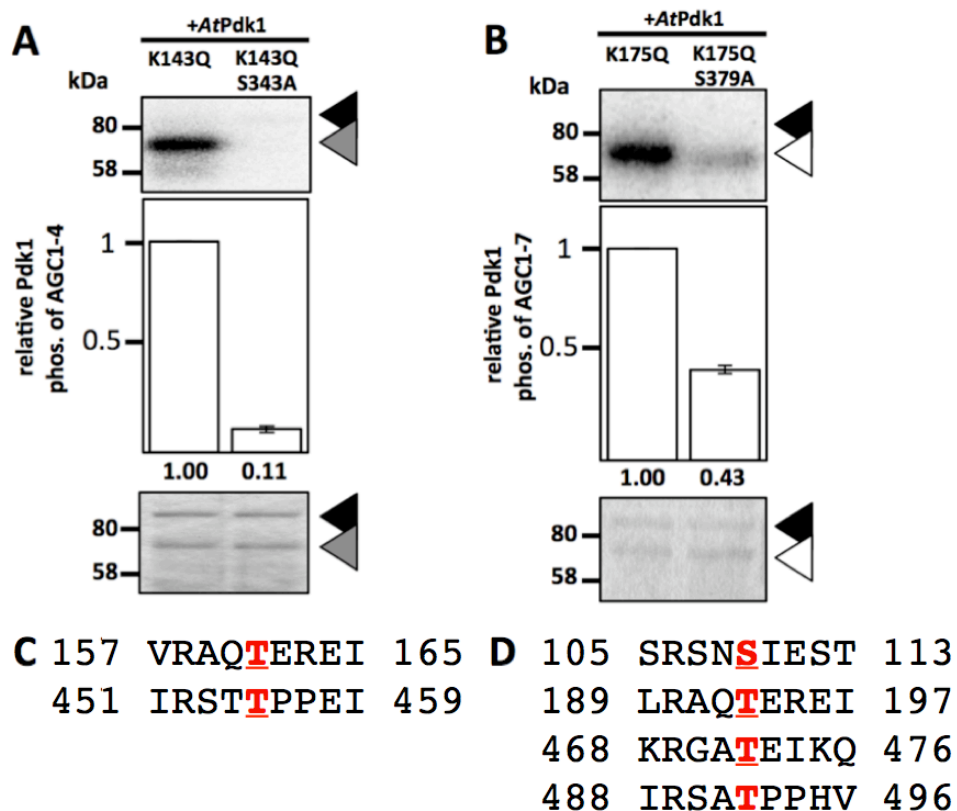 A
+AtPdk1
K143Q K143Q
S343A
kDa
80
58
relative Pdk1
phos. of AGC1-4
1
0.5
1.00 0.11
80
58
B
+AtPdk1
K175Q K175Q
S379A
kDa
80
58
relative Pdk1
phos. of AGC1-7
1
0.5
1.00 0.43
80
58
C 157 VRAQTEREI 165
451 IRSTTPPEI 459
D 105 SRSNSIEST 113
189 LRAQTEREI 197
468 KRGATEIKQ 476
488 IRSATPPHV 496